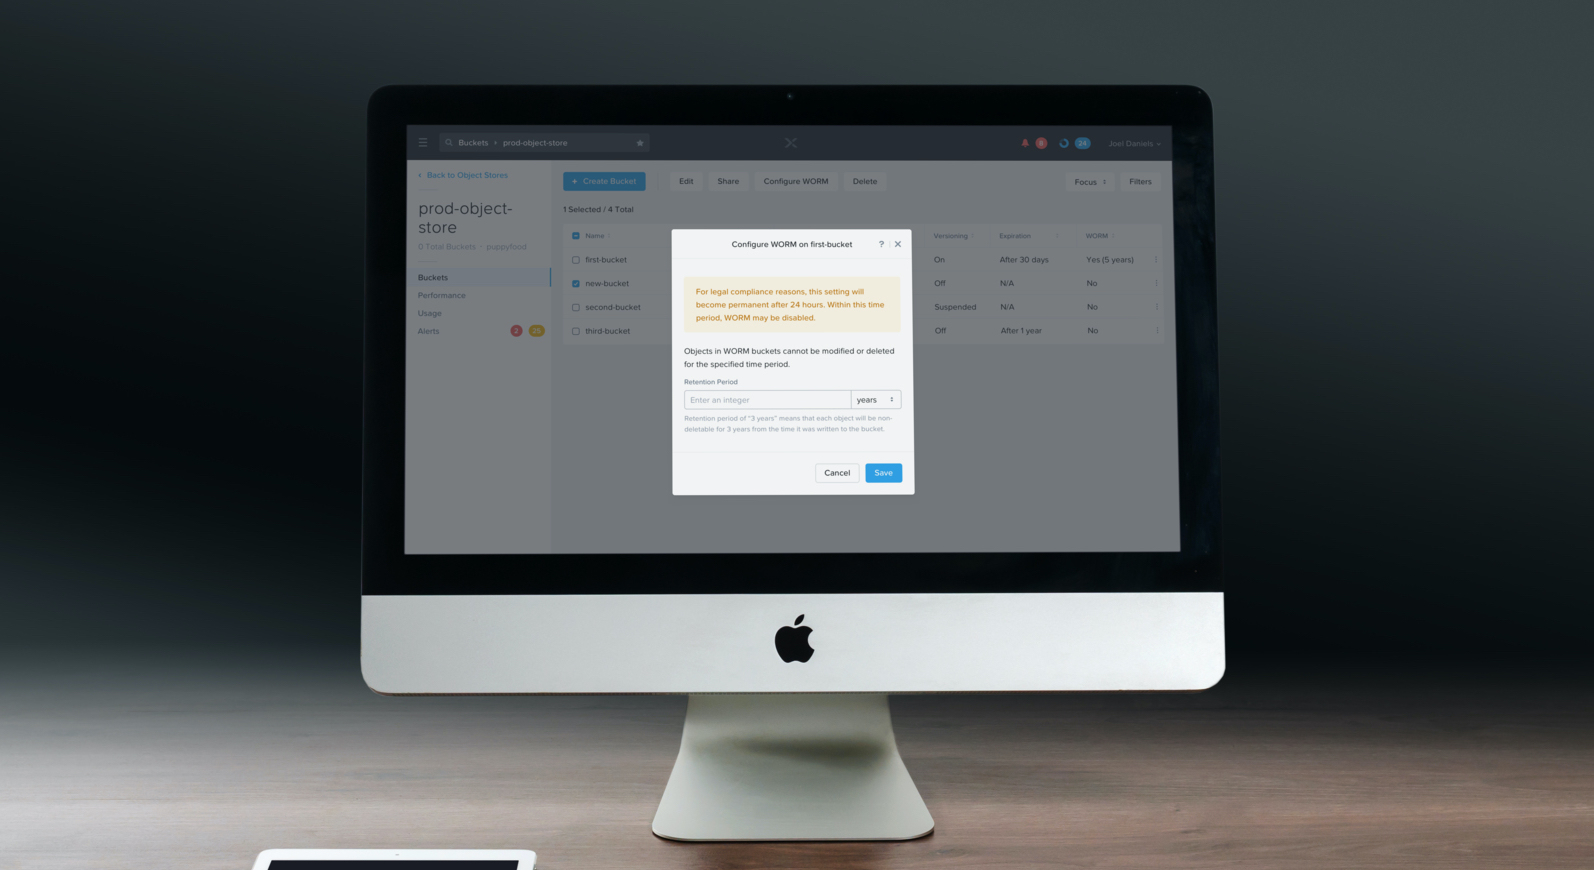 Buckets › prod-object-store
6
24
Joel Daniels
‹ Back to Object Stores
prod-object-
store
0 Total Buckets · puppyfood
Buckets
Performance
Usage
Alerts
2
25
+ Create Bucket
Edit
Share
Configure WORM
Delete
Focus
Filters
1 Selected / 4 Total
Name
Versioning
Expiration
WORM
first-bucket
On
After 30 days
Yes (5 years)
new-bucket
Off
N/A
No
second-bucket
Suspended
N/A
No
third-bucket
Off
After 1 year
No
Configure WORM on first-bucket
?
For legal compliance reasons, this setting will
become permanent after 24 hours. Within this time
period, WORM may be disabled.
Objects in WORM buckets cannot be modified or deleted
for the specified time period.
Retention Period
Enter an integer
years
Retention period of "3 years" means that each object will be non-
deletable for 3 years from the time it was written to the bucket.
Cancel
Save